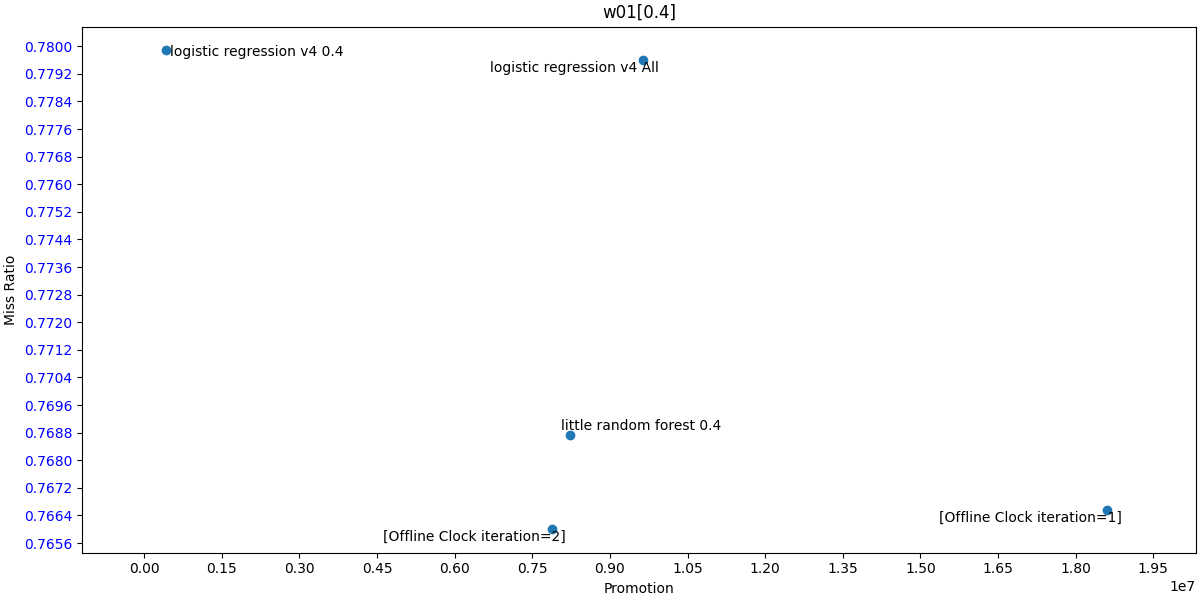 w01[0.4]
0.7800
0.7792
0.7784
0.7776
0.7768
0.7760
0.7752
0.7744
0.7736
0.7728
0.7720
0.7712
0.7704
0.7696
0.7688
0.7680
0.7672
0.7664
0.7656
Miss Ratio
logistic regression v4 0.4
logistic regression v4 All
little random forest 0.4
[Offline Clock iteration=1]
[Offline Clock iteration=2]
0.00 0.15 0.30 0.45 0.60 0.75 0.90 1.05 1.20 1.35 1.50 1.65 1.80 1.95
1e7
Promotion